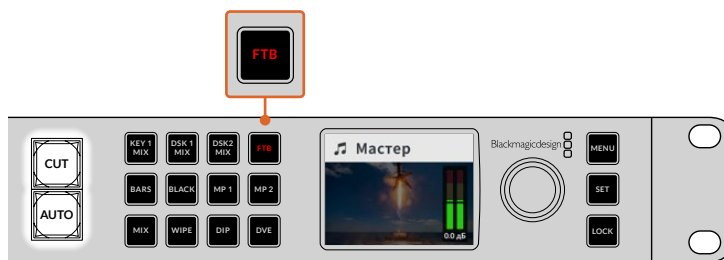 FTB
CUT
AUTO
KEY 1
MIX
DSK 1
MIX
DSK2
MIX
FTB
BARS
BLACK
MP 1
MP 2
MIX
WIPE
DIP
DVE
Мастер
0.0 дБ
Blackmagicdesign
MENU
SET
LOCK